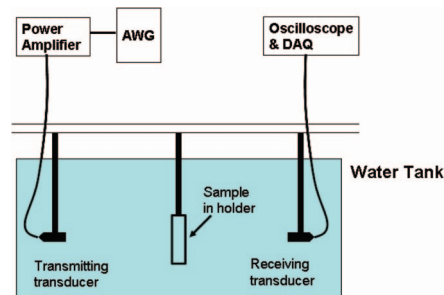 Power
Amplifier
AWG
Oscilloscope
& DAQ
Water Tank
Sample
in holder
Transmitting
transducer
Receiving
transducer